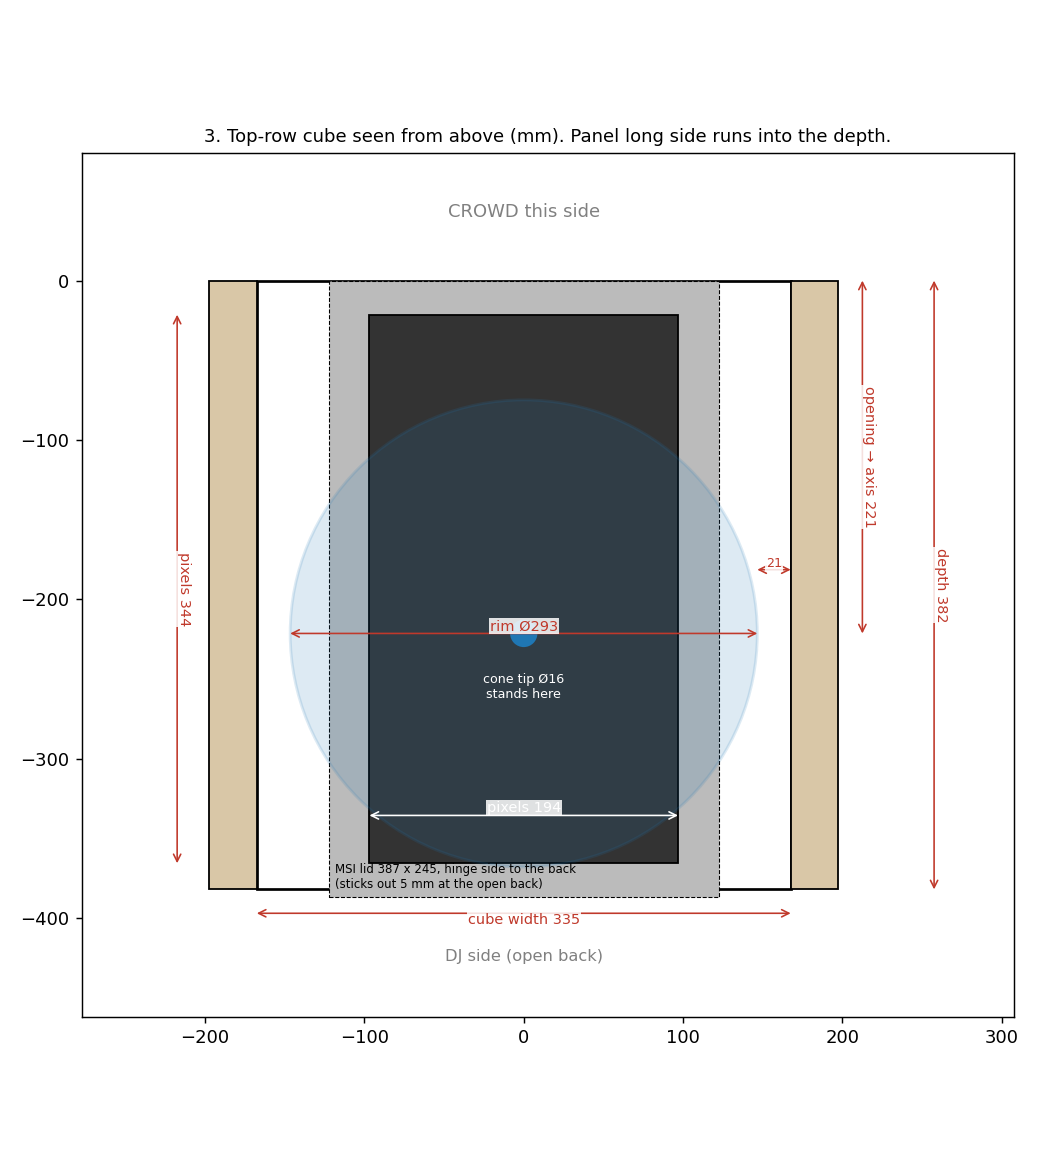 3. Top-row cube seen from above (mm). Panel long side runs into the depth.
CROWD this side
0
−100
−200
−300
−400
pixels 344
opening → axis 221
depth 382
21
rim Ø293
cone tip Ø16
stands here
pixels 194
MSI lid 387 x 245, hinge side to the back
(sticks out 5 mm at the open back)
cube width 335
DJ side (open back)
−200
−100
0
100
200
300